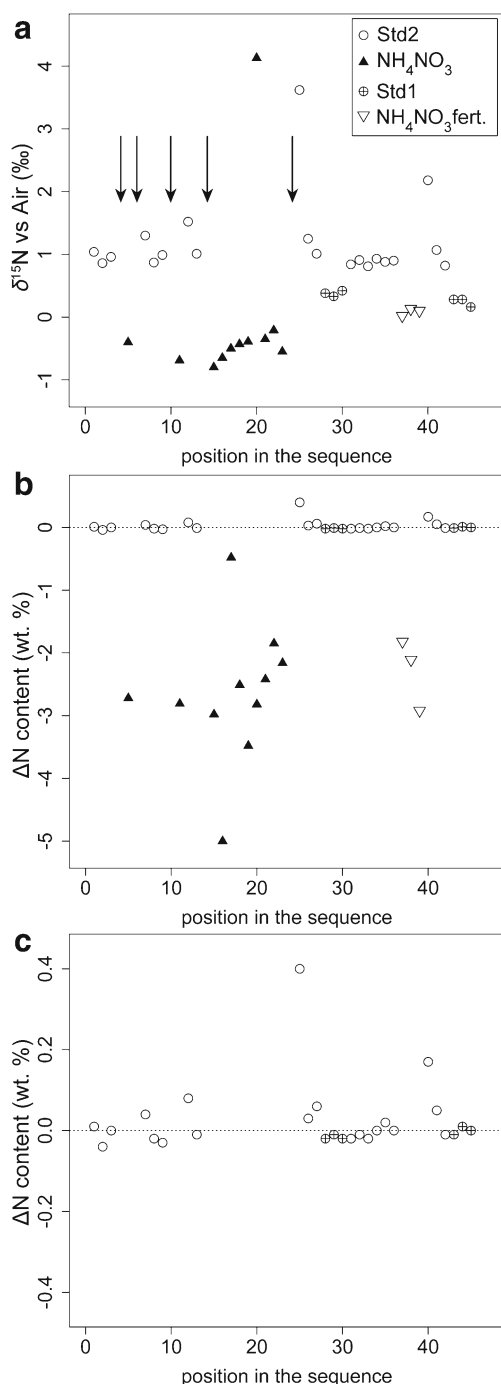 a
δ¹⁵N vs Air (‰)
4
3
2
1
0
-1
Std2
NH₄NO₃
Std1
NH₄NO₃fert.
0 10 20 30 40
position in the sequence
b
ΔN content (wt. %)
0
-1
-2
-3
-4
-5
0 10 20 30 40
position in the sequence
c
ΔN content (wt. %)
0.4
0.2
0.0
-0.2
-0.4
0 10 20 30 40
position in the sequence